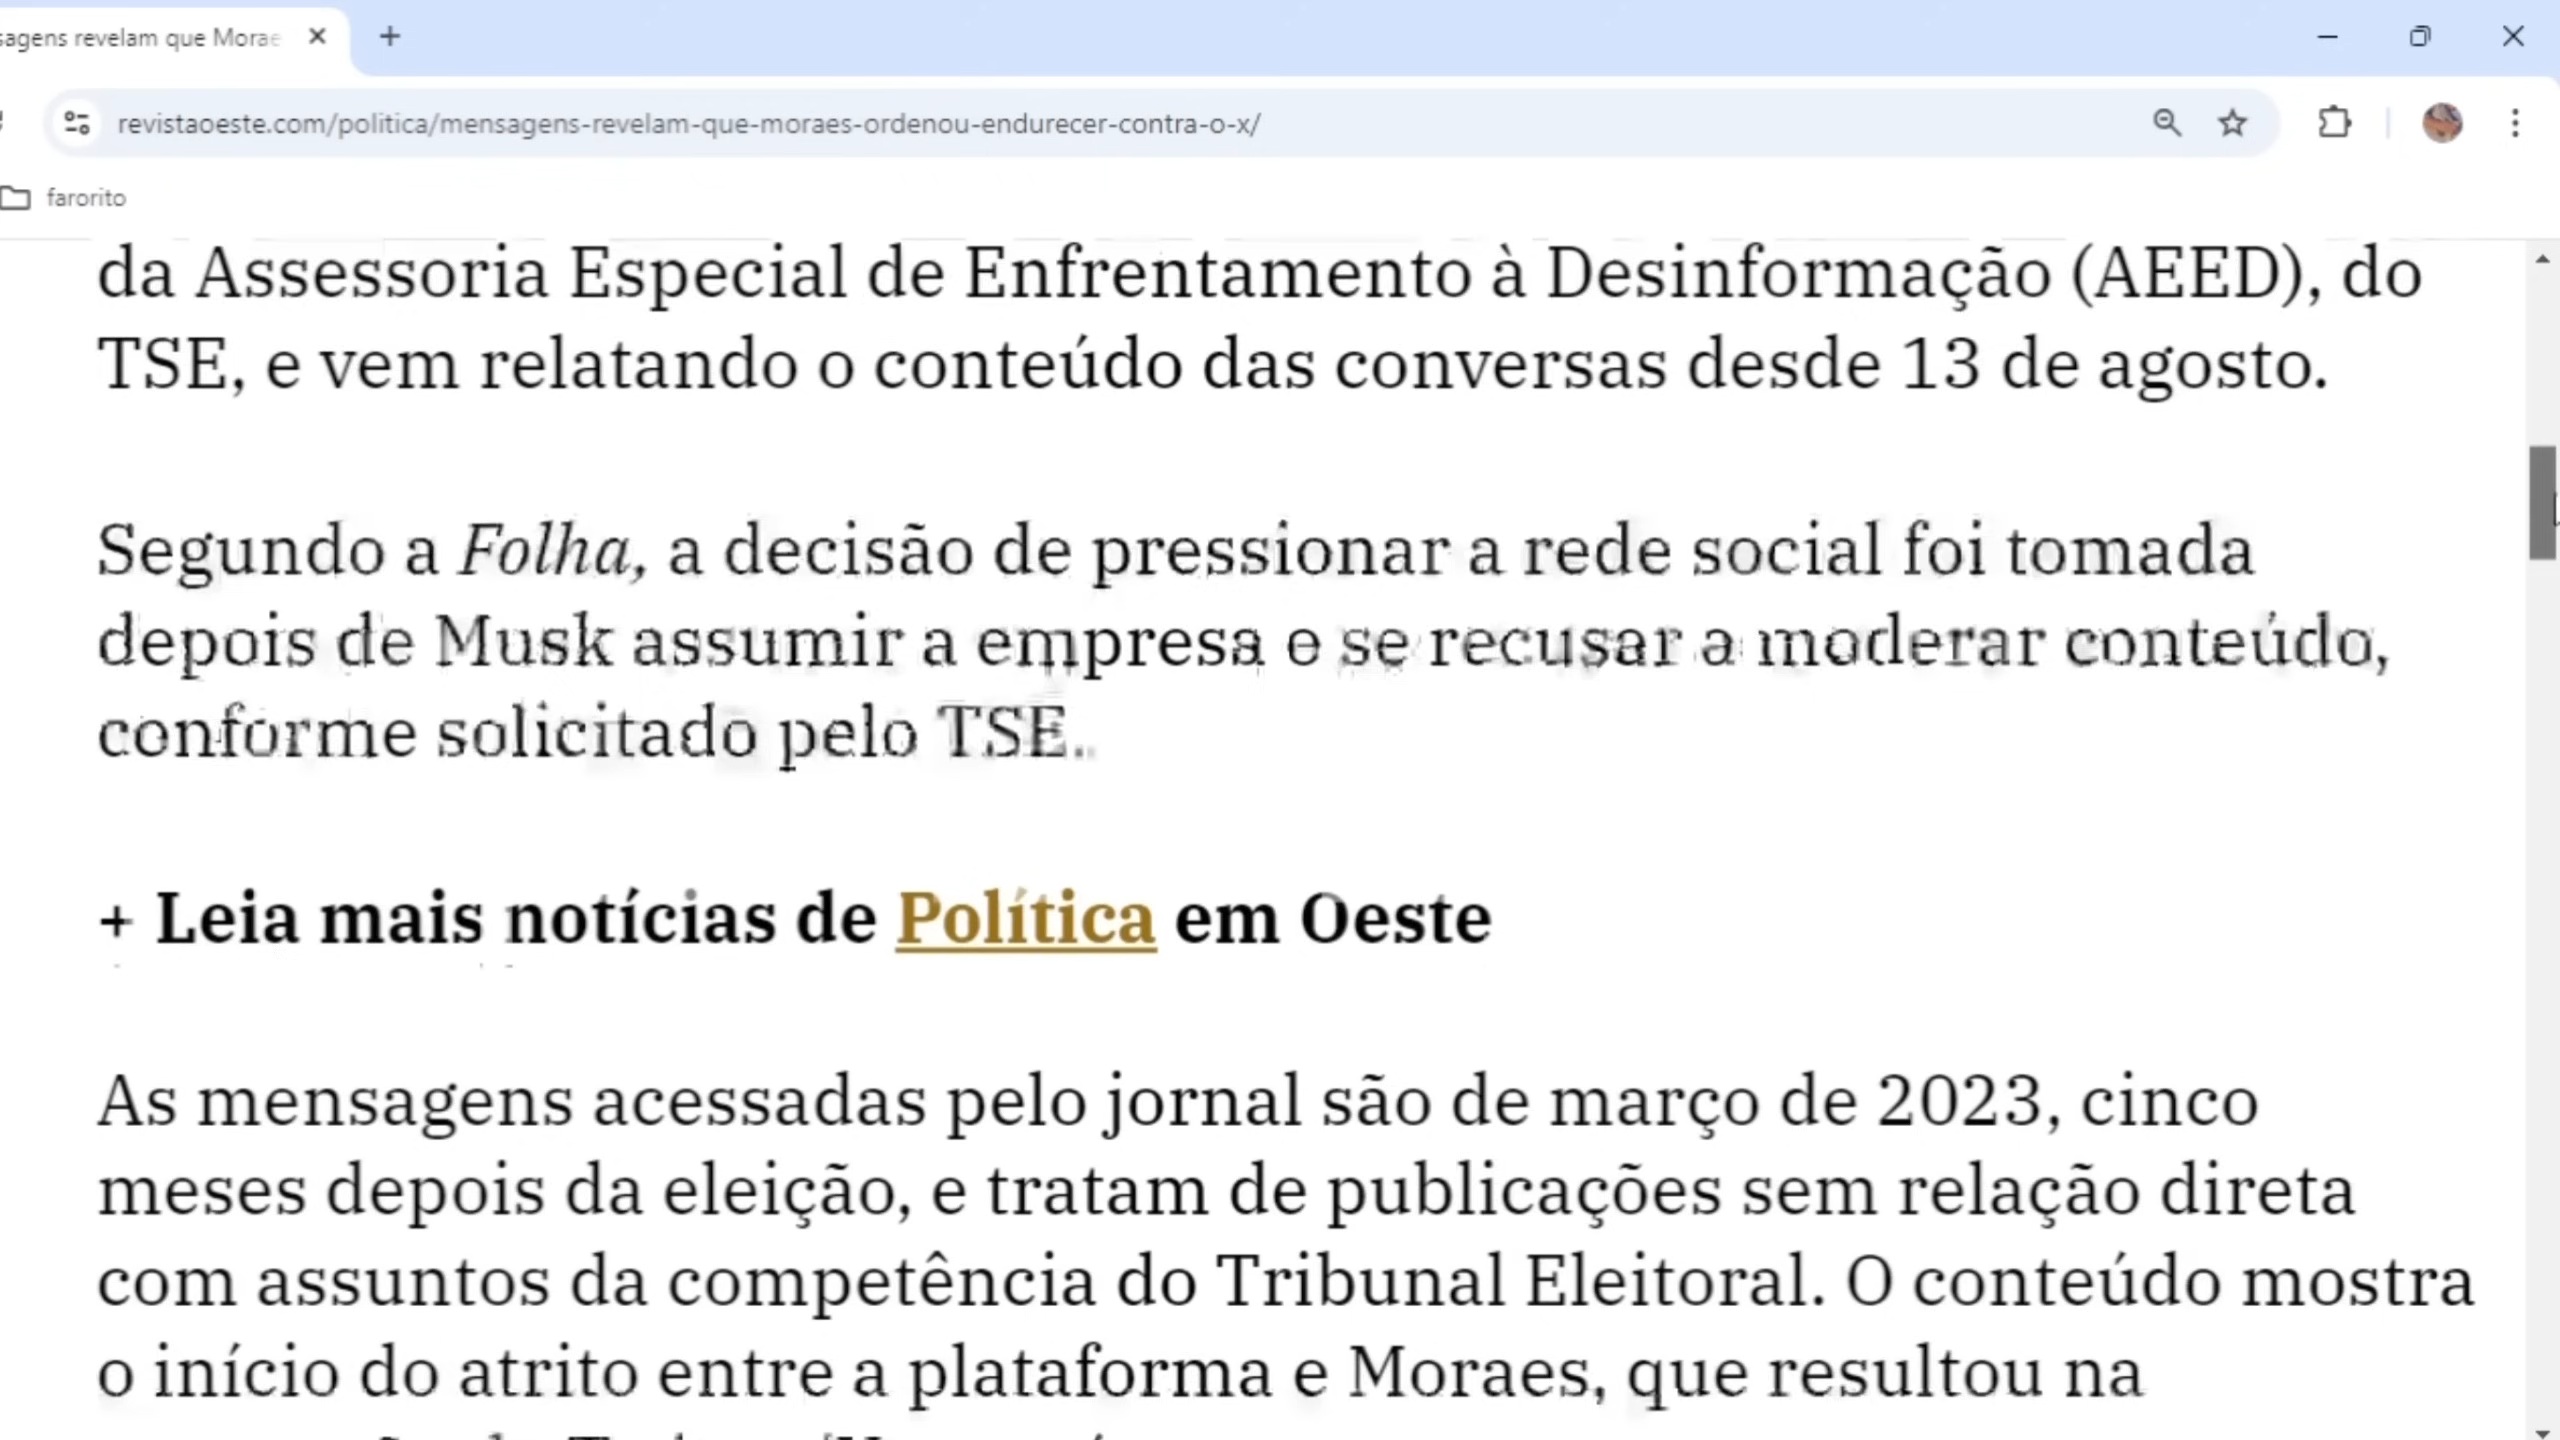 sagens revelam que Morae
revistaoeste.com/politica/mensagens-revelam-que-moraes-ordenou-endurecer-contra-o-x/
farorito
da Assessoria Especial de Enfrentamento à Desinformação (AEED), do
TSE, e vem relatando o conteúdo das conversas desde 13 de agosto.
Segundo a Folha, a decisão de pressionar a rede social foi tomada
depois de Musk assumir a empresa e se recusar a moderar conteúdo,
conforme solicitado pelo TSE.
+ Leia mais notícias de Política em Oeste
As mensagens acessadas pelo jornal são de março de 2023, cinco
meses depois da eleição, e tratam de publicações sem relação direta
com assuntos da competência do Tribunal Eleitoral. O conteúdo mostra
o início do atrito entre a plataforma e Moraes, que resultou na